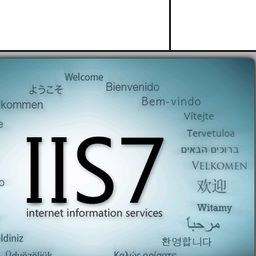 Welcome
ようこそ
Bienvenido
kommen
Bem-vindo
Vítejte
Tervetuloa
ברוכים הבאים
VELKOMEN
欢迎
Witamy
مرحبا
환영합니다
IIS7
internet information services